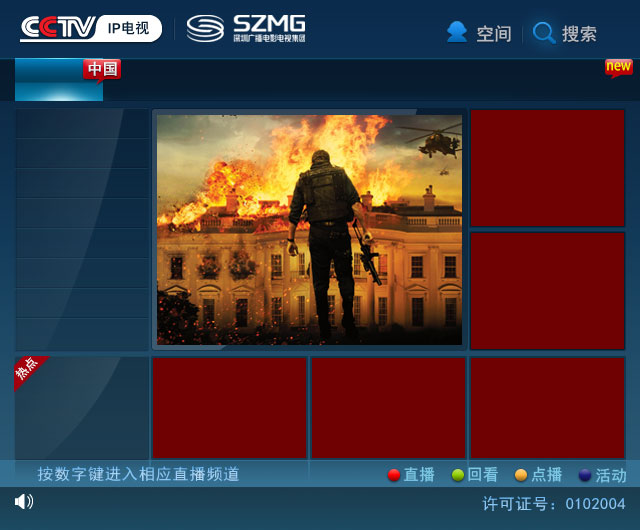 CCTV IP电视 SZMG 空间 搜索
深圳广播电影电视集团
中国 new
热点
按数字键进入相应直播频道 直播 回看 点播 活动
许可证号：0102004